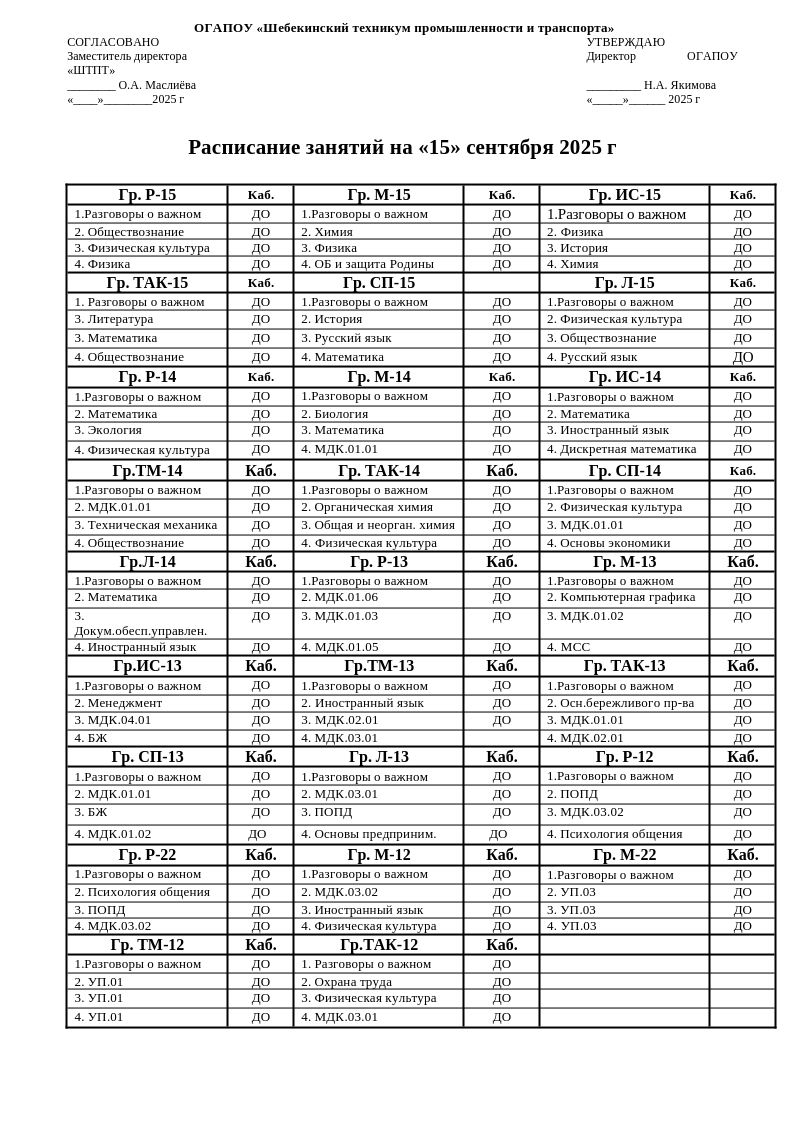 ОГАПОУ «Шебекинский техникум промышленности и транспорта»
СОГЛАСОВАНО УТВЕРЖДАЮ
Заместитель директора Директор ОГАПОУ
«ШТПТ»
________ О.А. Маслиёва _________ Н.А. Якимова
«____»________2025 г «_____»______ 2025 г
Расписание занятий на «15» сентября 2025 г
Гр. Р-15 Каб. Гр. М-15 Каб. Гр. ИС-15 Каб.
1.Разговоры о важном ДО 1.Разговоры о важном ДО 1.Разговоры о важном ДО
2. Обществознание ДО 2. Химия ДО 2. Физика ДО
3. Физическая культура ДО 3. Физика ДО 3. История ДО
4. Физика ДО 4. ОБ и защита Родины ДО 4. Химия ДО
Гр. ТАК-15 Каб. Гр. СП-15 Гр. Л-15 Каб.
1. Разговоры о важном ДО 1.Разговоры о важном ДО 1.Разговоры о важном ДО
3. Литература ДО 2. История ДО 2. Физическая культура ДО
3. Математика ДО 3. Русский язык ДО 3. Обществознание ДО
4. Обществознание ДО 4. Математика ДО 4. Русский язык ДО
Гр. Р-14 Каб. Гр. М-14 Каб. Гр. ИС-14 Каб.
1.Разговоры о важном ДО 1.Разговоры о важном ДО 1.Разговоры о важном ДО
2. Математика ДО 2. Биология ДО 2. Математика ДО
3. Экология ДО 3. Математика ДО 3. Иностранный язык ДО
4. Физическая культура ДО 4. МДК.01.01 ДО 4. Дискретная математика ДО
Гр.ТМ-14 Каб. Гр. ТАК-14 Каб. Гр. СП-14 Каб.
1.Разговоры о важном ДО 1.Разговоры о важном ДО 1.Разговоры о важном ДО
2. МДК.01.01 ДО 2. Органическая химия ДО 2. Физическая культура ДО
3. Техническая механика ДО 3. Общая и неорган. химия ДО 3. МДК.01.01 ДО
4. Обществознание ДО 4. Физическая культура ДО 4. Основы экономики ДО
Гр.Л-14 Каб. Гр. Р-13 Каб. Гр. М-13 Каб.
1.Разговоры о важном ДО 1.Разговоры о важном ДО 1.Разговоры о важном ДО
2. Математика ДО 2. МДК.01.06 ДО 2. Компьютерная графика ДО
3. ДО 3. МДК.01.03 ДО 3. МДК.01.02 ДО
Докум.обесп.управлен.
4. Иностранный язык ДО 4. МДК.01.05 ДО 4. МСС ДО
Гр.ИС-13 Каб. Гр.ТМ-13 Каб. Гр. ТАК-13 Каб.
1.Разговоры о важном ДО 1.Разговоры о важном ДО 1.Разговоры о важном ДО
2. Менеджмент ДО 2. Иностранный язык ДО 2. Осн.бережливого пр-ва ДО
3. МДК.04.01 ДО 3. МДК.02.01 ДО 3. МДК.01.01 ДО
4. БЖ ДО 4. МДК.03.01 4. МДК.02.01 ДО
Гр. СП-13 Каб. Гр. Л-13 Каб. Гр. Р-12 Каб.
1.Разговоры о важном ДО 1.Разговоры о важном ДО 1.Разговоры о важном ДО
2. МДК.01.01 ДО 2. МДК.03.01 ДО 2. ПОПД ДО
3. БЖ ДО 3. ПОПД ДО 3. МДК.03.02 ДО
4. МДК.01.02 ДО 4. Основы предприним. ДО 4. Психология общения ДО
Гр. Р-22 Каб. Гр. М-12 Каб. Гр. М-22 Каб.
1.Разговоры о важном ДО 1.Разговоры о важном ДО 1.Разговоры о важном ДО
2. Психология общения ДО 2. МДК.03.02 ДО 2. УП.03 ДО
3. ПОПД ДО 3. Иностранный язык ДО 3. УП.03 ДО
4. МДК.03.02 ДО 4. Физическая культура ДО 4. УП.03 ДО
Гр. ТМ-12 Каб. Гр.ТАК-12 Каб.
1.Разговоры о важном ДО 1. Разговоры о важном ДО
2. УП.01 ДО 2. Охрана труда ДО
3. УП.01 ДО 3. Физическая культура ДО
4. УП.01 ДО 4. МДК.03.01 ДО